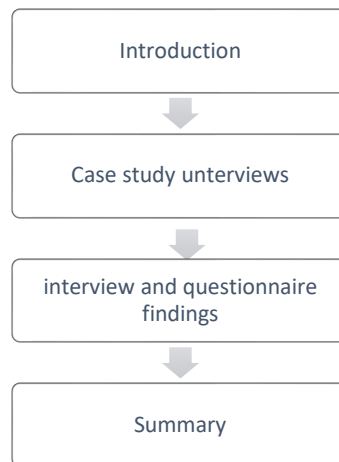 Introduction
Case study unterviews
interview and questionnaire
findings
Summary